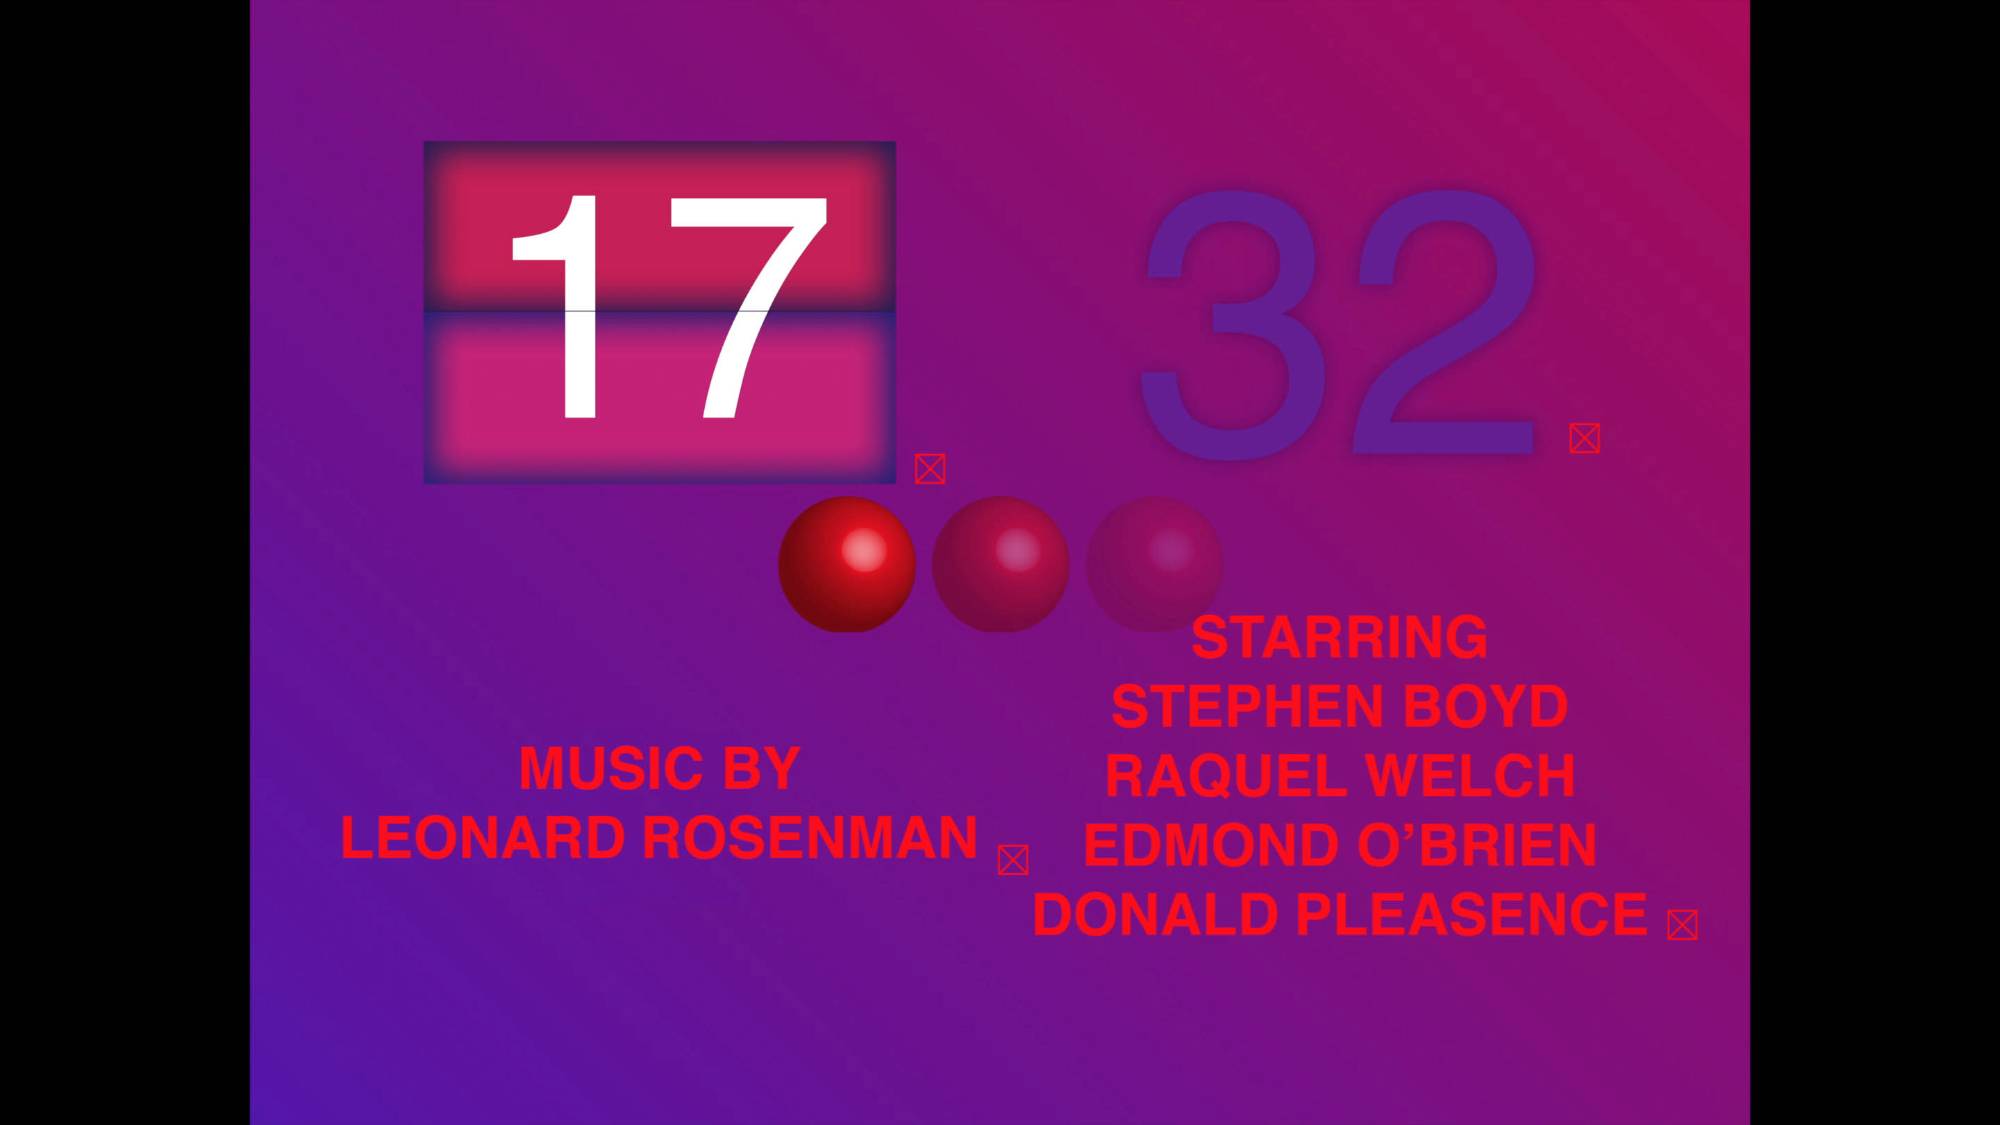 17
32
MUSIC BY
LEONARD ROSENMAN
STARRING
STEPHEN BOYD
RAQUEL WELCH
EDMOND O’BRIEN
DONALD PLEASENCE